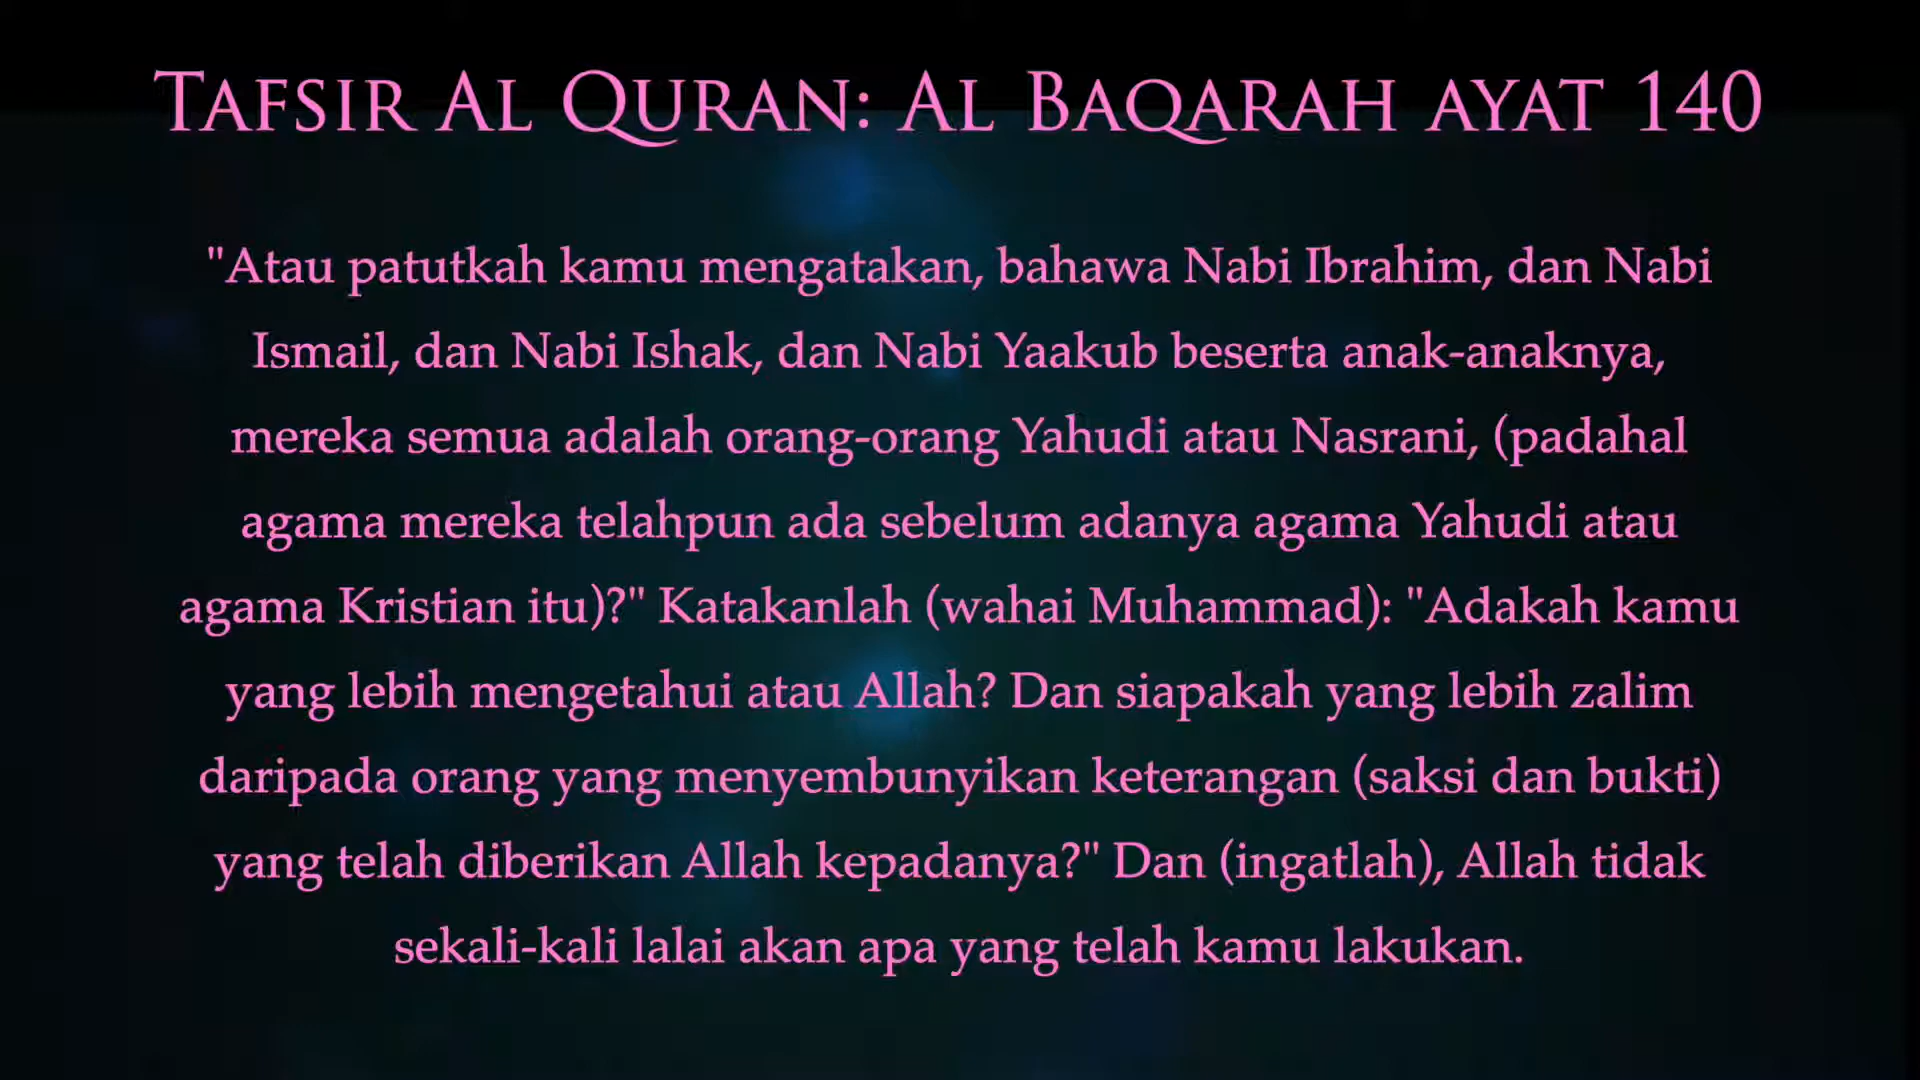 TAFSIR AL QURAN: AL BAQARAH AYAT 140
"Atau patutkah kamu mengatakan, bahawa Nabi Ibrahim, dan Nabi
Ismail, dan Nabi Ishak, dan Nabi Yaakub beserta anak-anaknya,
mereka semua adalah orang-orang Yahudi atau Nasrani, (padahal
agama mereka telahpun ada sebelum adanya agama Yahudi atau
agama Kristian itu)?" Katakanlah (wahai Muhammad): "Adakah kamu
yang lebih mengetahui atau Allah? Dan siapakah yang lebih zalim
daripada orang yang menyembunyikan keterangan (saksi dan bukti)
yang telah diberikan Allah kepadanya?" Dan (ingatlah), Allah tidak
sekali-kali lalai akan apa yang telah kamu lakukan.